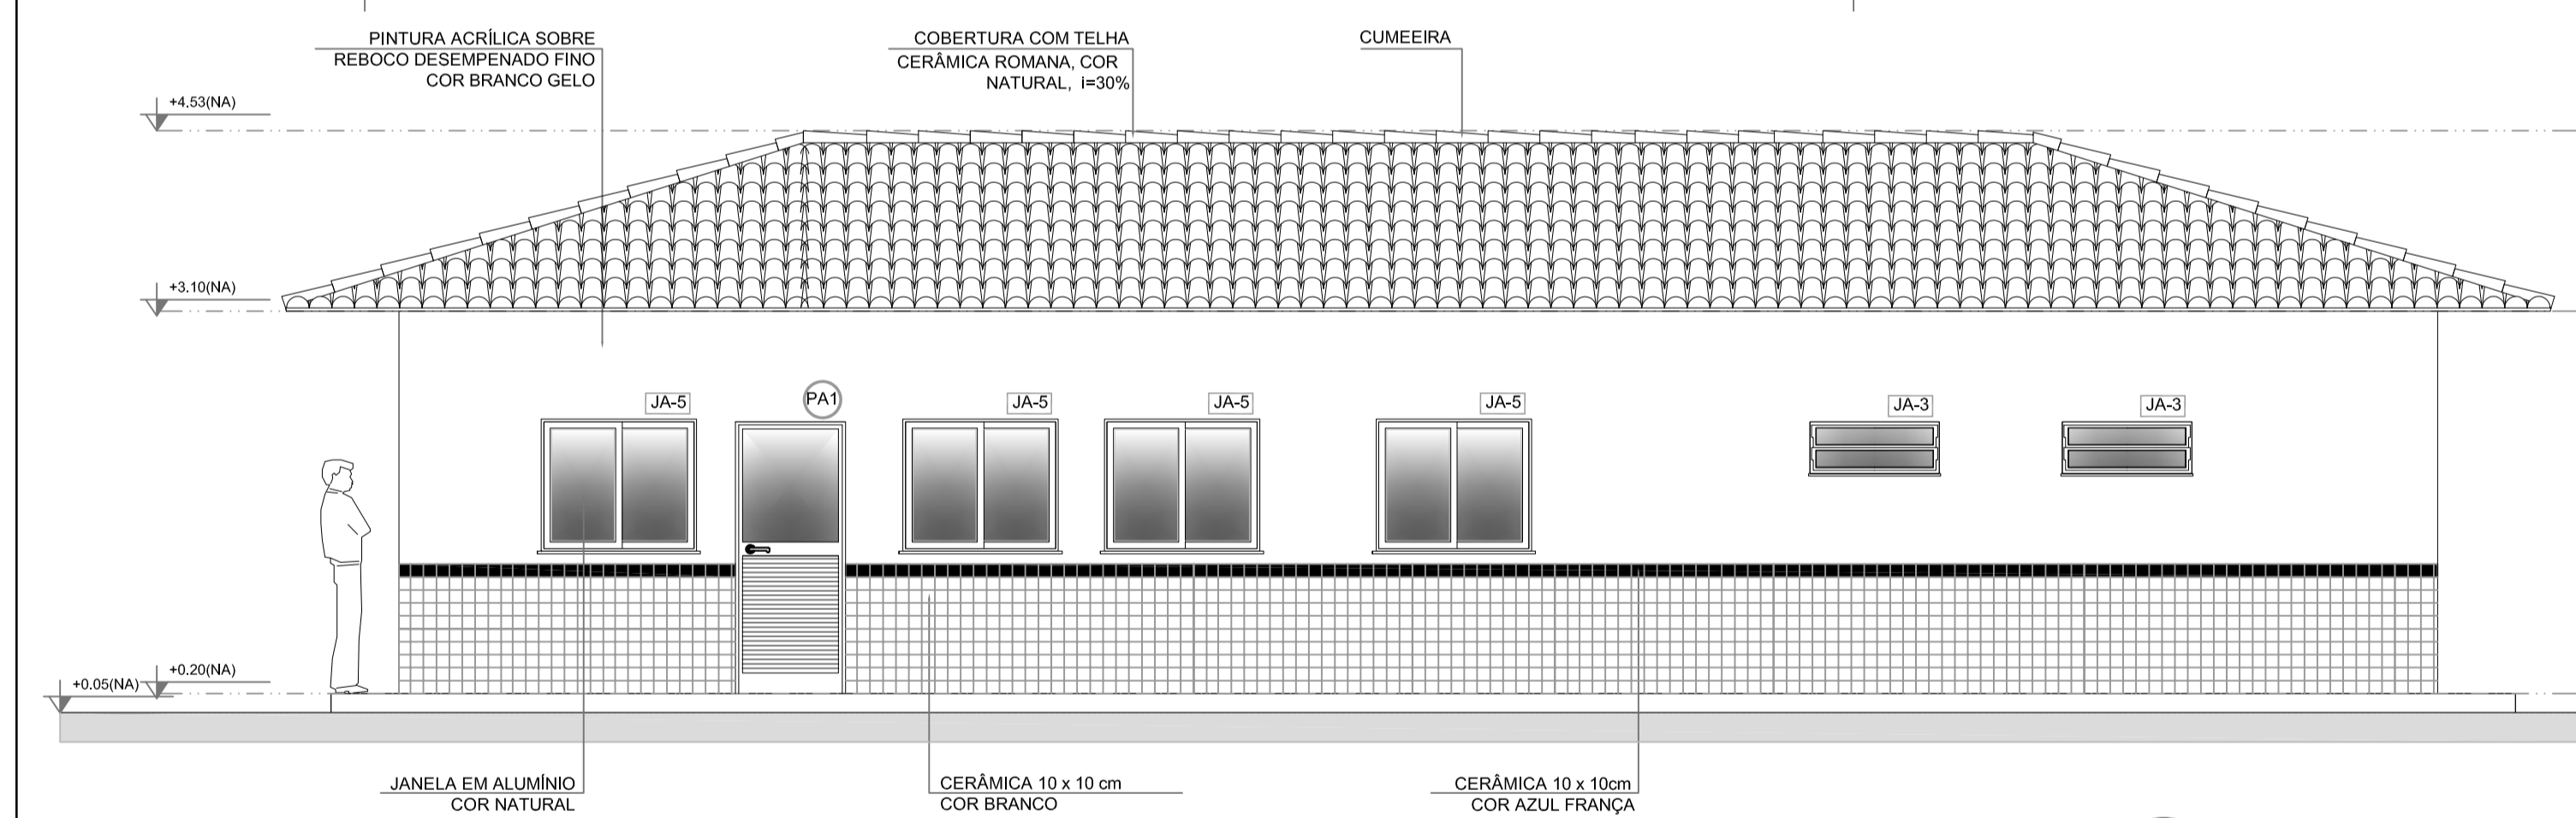 PINTURA ACRÍLICA SOBRE
REBOCO DESEMPENADO FINO
COR BRANCO GELO
COBERTURA COM TELHA
CERÂMICA ROMANA, COR
NATURAL, i=30%
CUMEEIRA
+4.53(NA)
+3.10(NA)
JA-5
PA1
JA-5
JA-5
JA-5
JA-3
JA-3
+0.20(NA)
+0.05(NA)
JANELA EM ALUMÍNIO
COR NATURAL
CERÂMICA 10 x 10 cm
COR BRANCO
CERÂMICA 10 x 10cm
COR AZUL FRANÇA